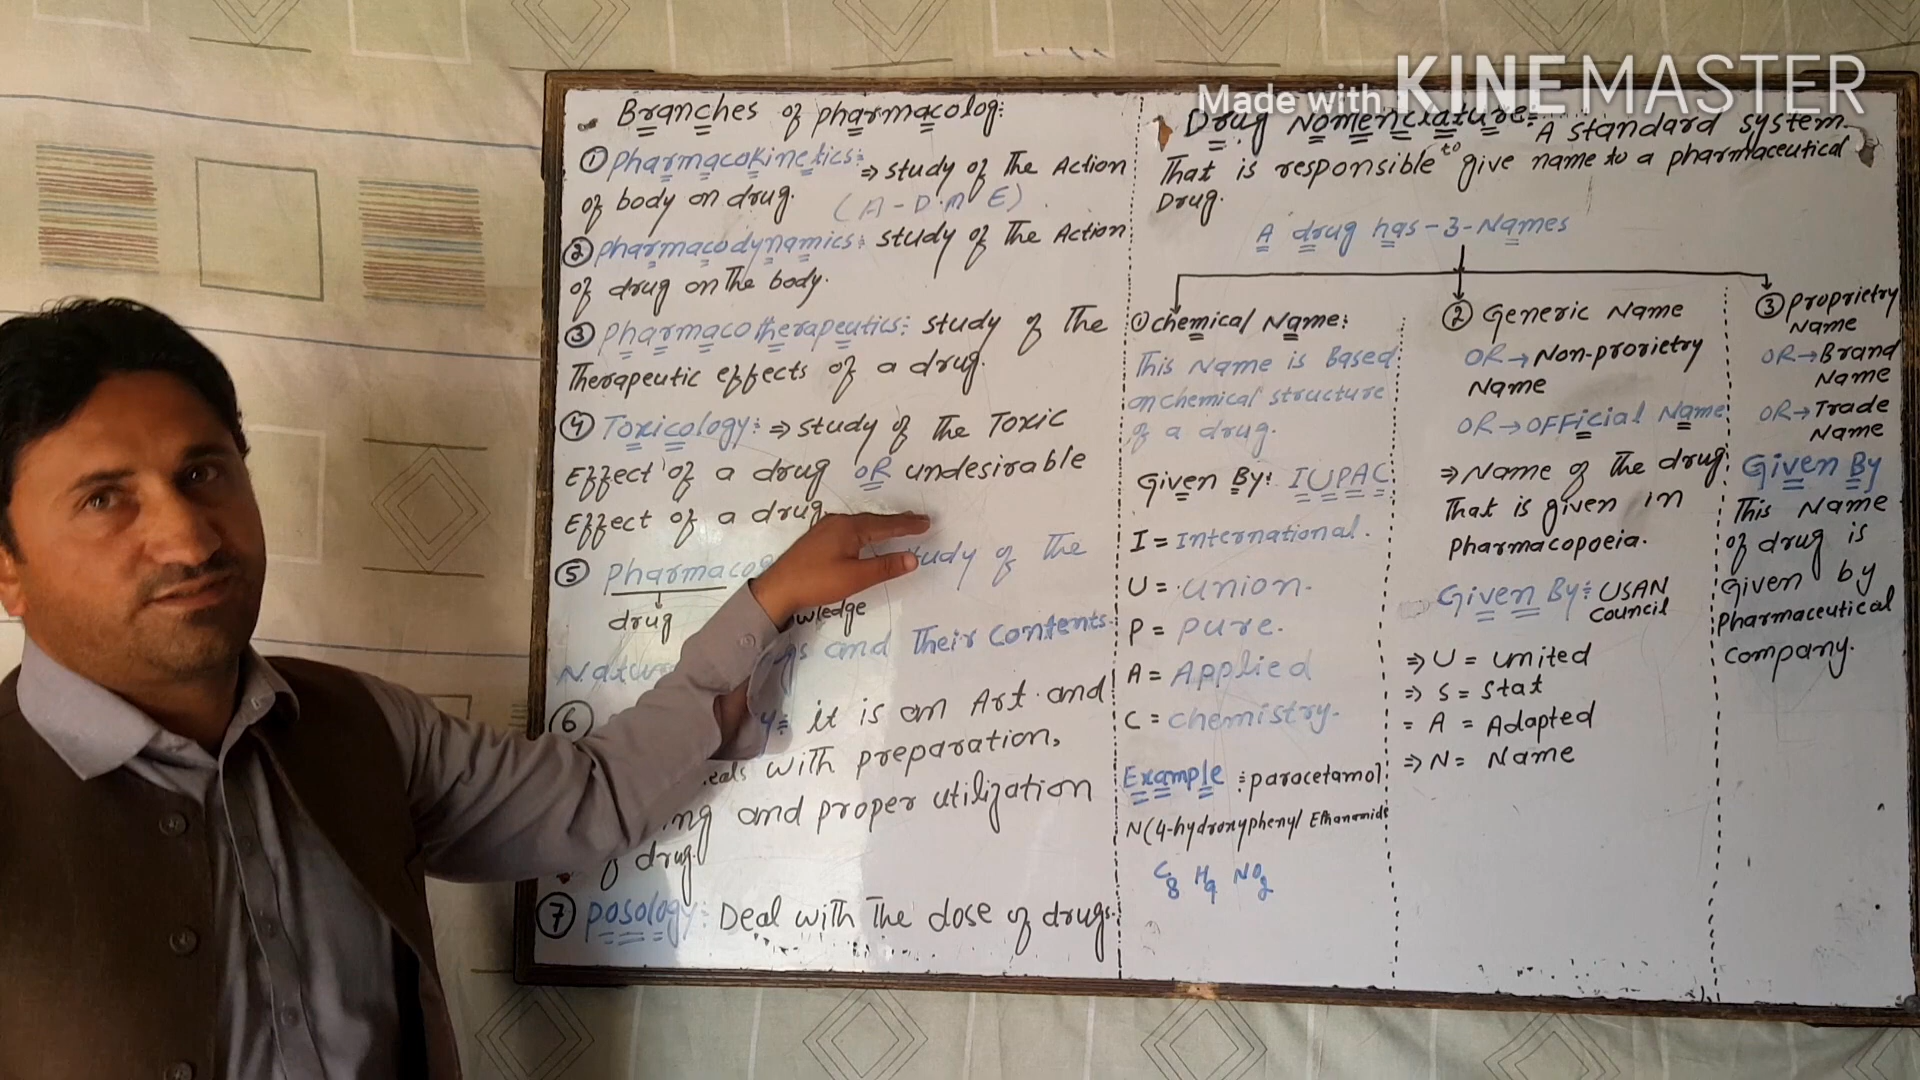 Made with KINEMASTER
Branches of pharmacolog:
① Pharmacokinetics: ⇒ study of The Action
of body on drug. (A-D.M E)
② Pharmacodynamics: study of The Action
of drug on The body.
③ Pharmacotherapeutics: study of The
Therapeutic effects of a drug.
④ Toxicology: ⇒ study of The Toxic
Effect of a drug OR undesirable
Effect of a drug.
⑤ Pharmacog study of The
drug wledge
Natur gs and Their contents.
⑥ y: it is an Art and
eals with preparation,
ing and proper utilization
of drug.
⑦ Posology: Deal with The dose of drugs.
Drug Nomenclature: A standard system
That is responsible to give name to a pharmaceutical
Drug.
A drug has-3-Names
① chemical Name:
This Name is Based
on chemical structure
of a drug.
Given By: IUPAC
I = International.
U = union.
P = Pure.
A = Applied
C = chemistry.
Example: paracetamol
N(4-hydroxyphenyl Ethanamide
C8 H9 NO2
② Generic Name
OR → Non-prorietry
Name
OR → OFFicial Name
⇒ Name of the drug
That is given in
Pharmacopoeia.
Given By: USAN
Council
⇒ U = united
⇒ S = Stat
= A = Adapted
⇒ N = Name
③ Proprietry
Name
OR → Brand
Name
OR → Trade
Name
Given By
This Name
of drug is
Given by
Pharmaceutical
company.